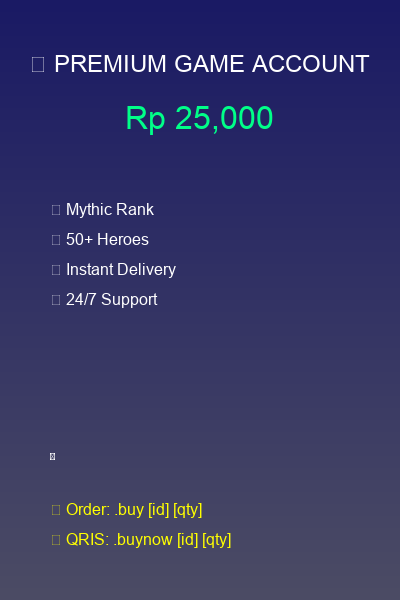 PREMIUM GAME ACCOUNT
Rp 25,000
Mythic Rank
50+ Heroes
Instant Delivery
24/7 Support
Order: .buy [id] [qty]
QRIS: .buynow [id] [qty]